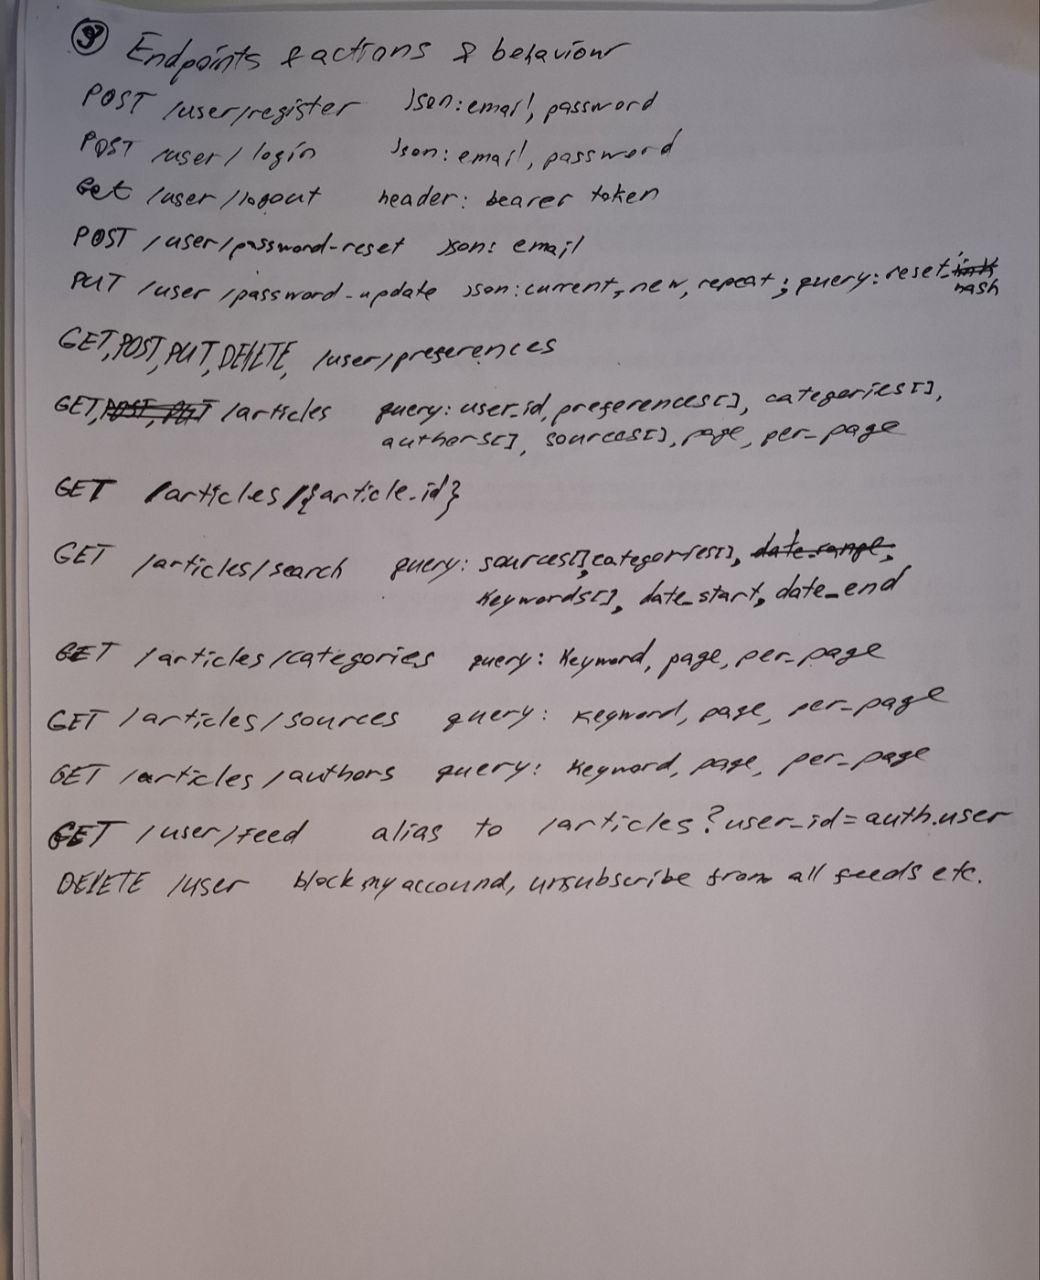 9 Endpoints & actions & behaviour
POST /user/register json: email, password
POST /user/login json: email, password
Get /user/logout header: bearer token
POST /user/password-reset json: email
PUT /user/password-update json: current, new, repeat; query: reset_hash
GET, POST, PUT, DELETE, /user/preferences
GET, POST, PUT /articles query: user_id, preferences[], categories[],
authors[], sources[], page, per_page
GET /articles/{article_id}
GET /articles/search query: sources[], categories[], date_range,
keywords[], date_start, date_end
GET /articles/categories query: keyword, page, per_page
GET /articles/sources query: keyword, page, per_page
GET /articles/authors query: keyword, page, per_page
GET /user/feed alias to /articles?user_id=auth.user
DELETE /user block my accound, unsubscribe from all feeds etc.